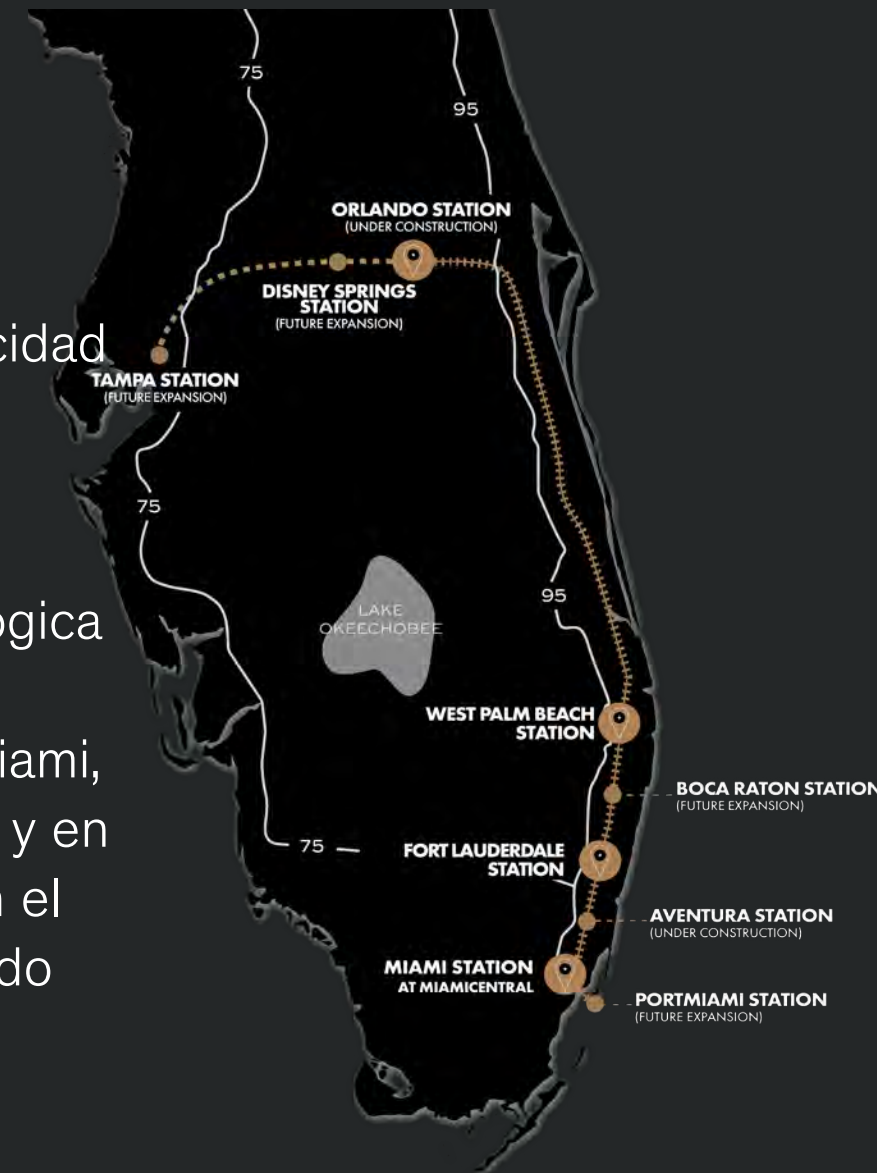 75
95
ORLANDO STATION
(UNDER CONSTRUCTION)
DISNEY SPRINGS
STATION
(FUTURE EXPANSION)
TAMPA STATION
(FUTURE EXPANSION)
75
95
LAKE
OKEECHOBEE
WEST PALM BEACH
STATION
BOCA RATON STATION
(FUTURE EXPANSION)
75
FORT LAUDERDALE
STATION
AVENTURA STATION
(UNDER CONSTRUCTION)
MIAMI STATION
AT MIAMICENTRAL
PORTMIAMI STATION
(FUTURE EXPANSION)
cidad
ógica
iami,
y en
n el
do